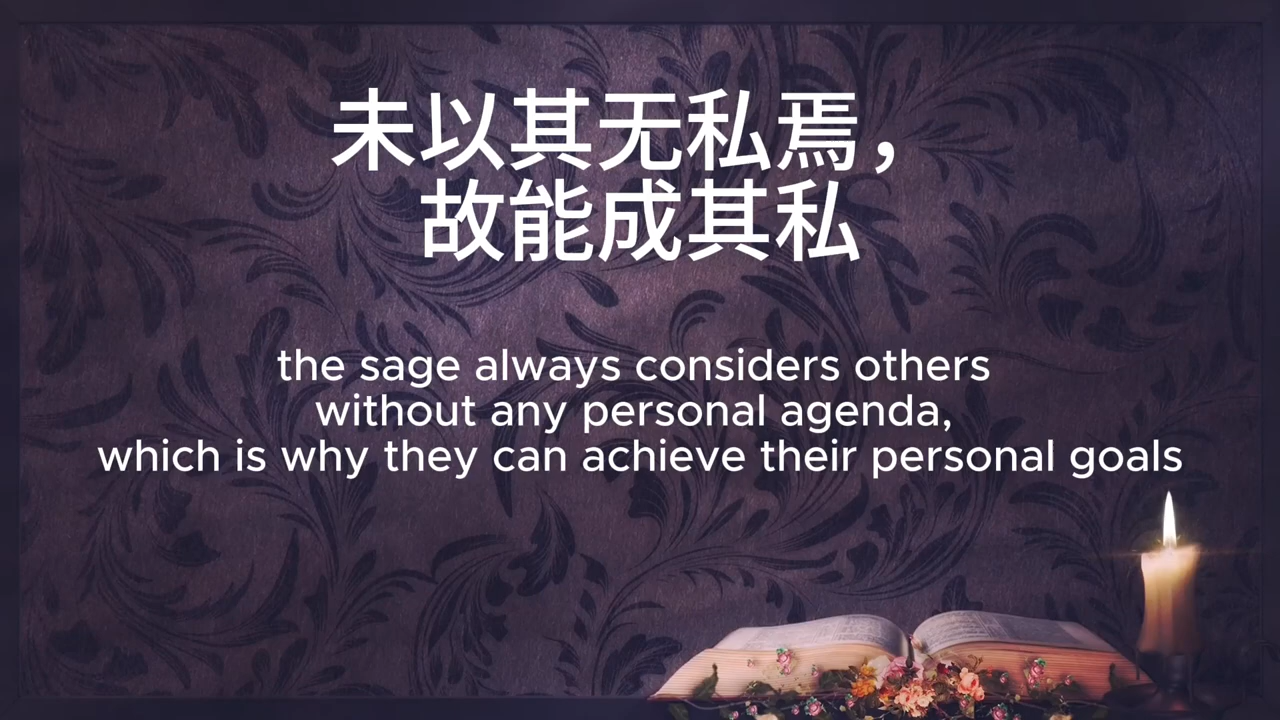 未以其无私焉，
故能成其私
the sage always considers others
without any personal agenda,
which is why they can achieve their personal goals